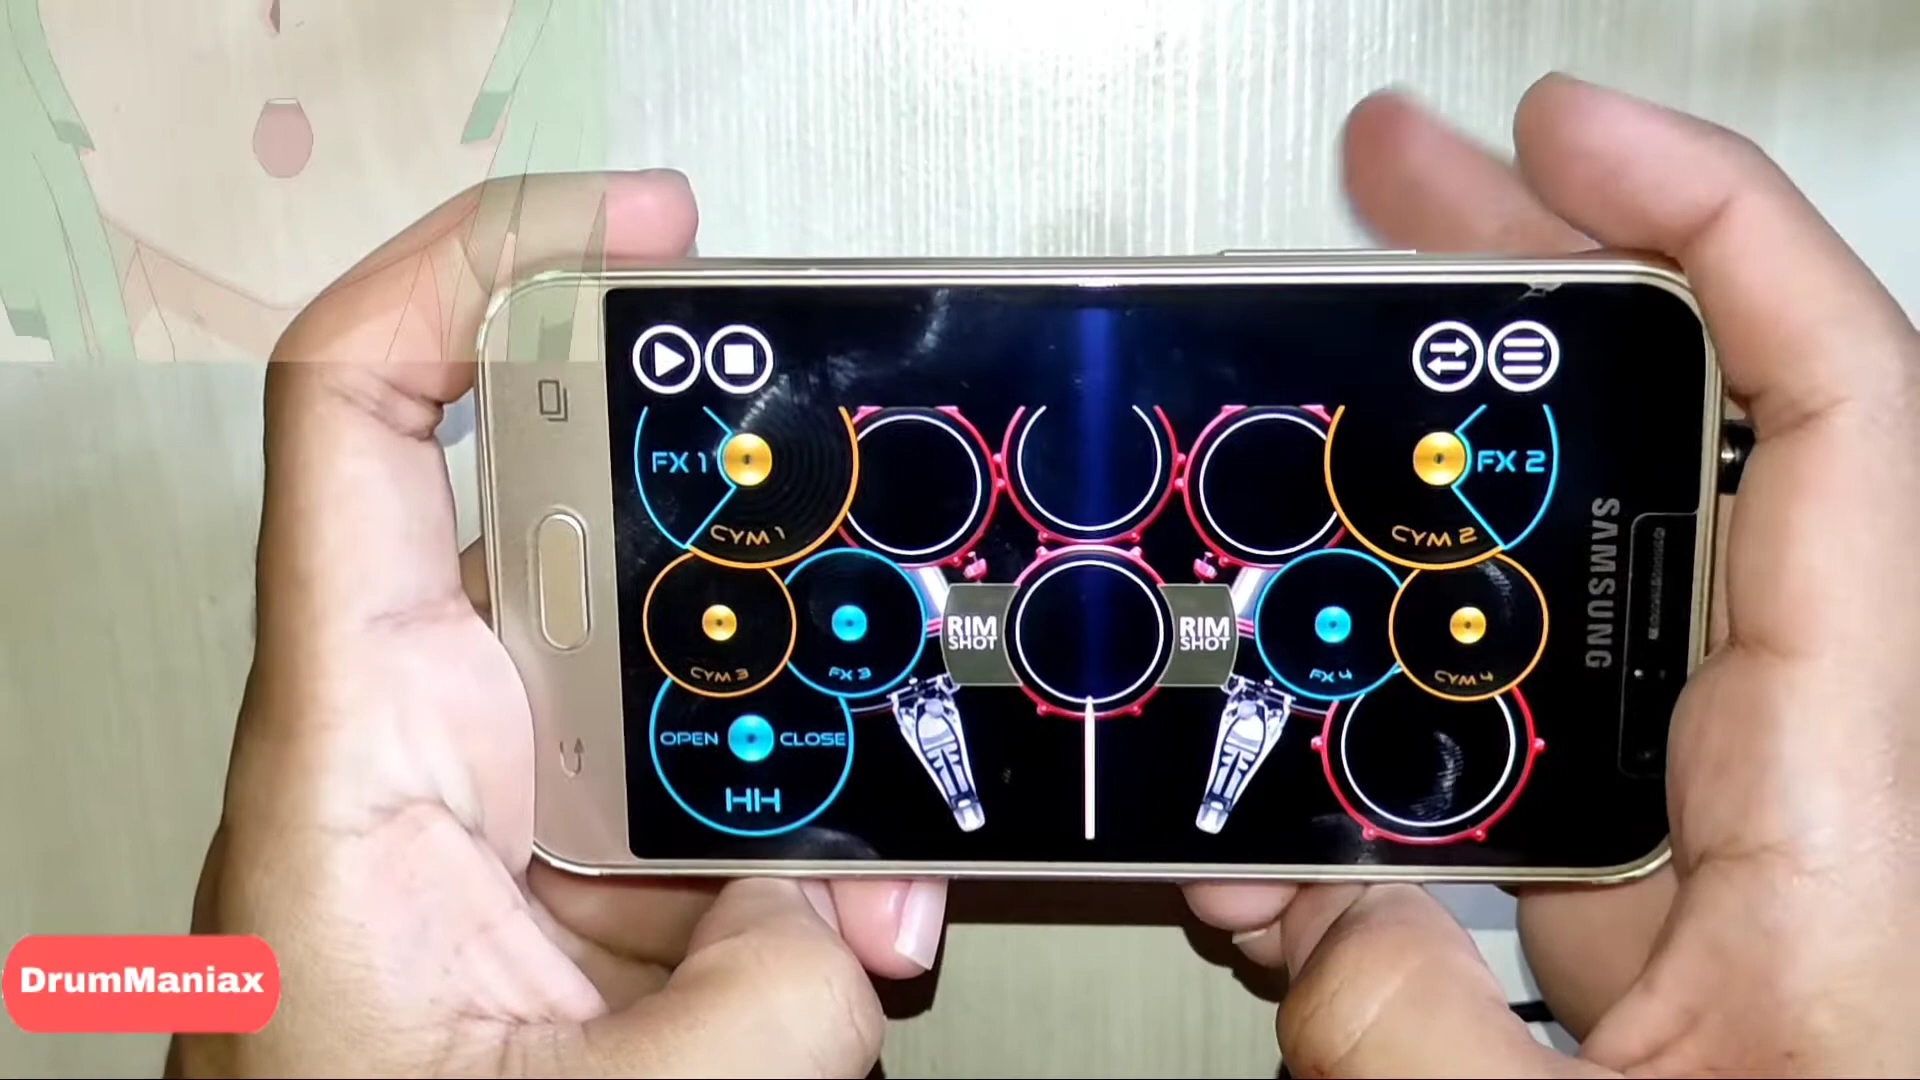 FX 1
CYM 1
FX 2
CYM 2
CYM 3
FX 3
RIM
SHOT
RIM
SHOT
FX 4
CYM 4
OPEN
CLOSE
HH
SAMSUNG
DrumManiax